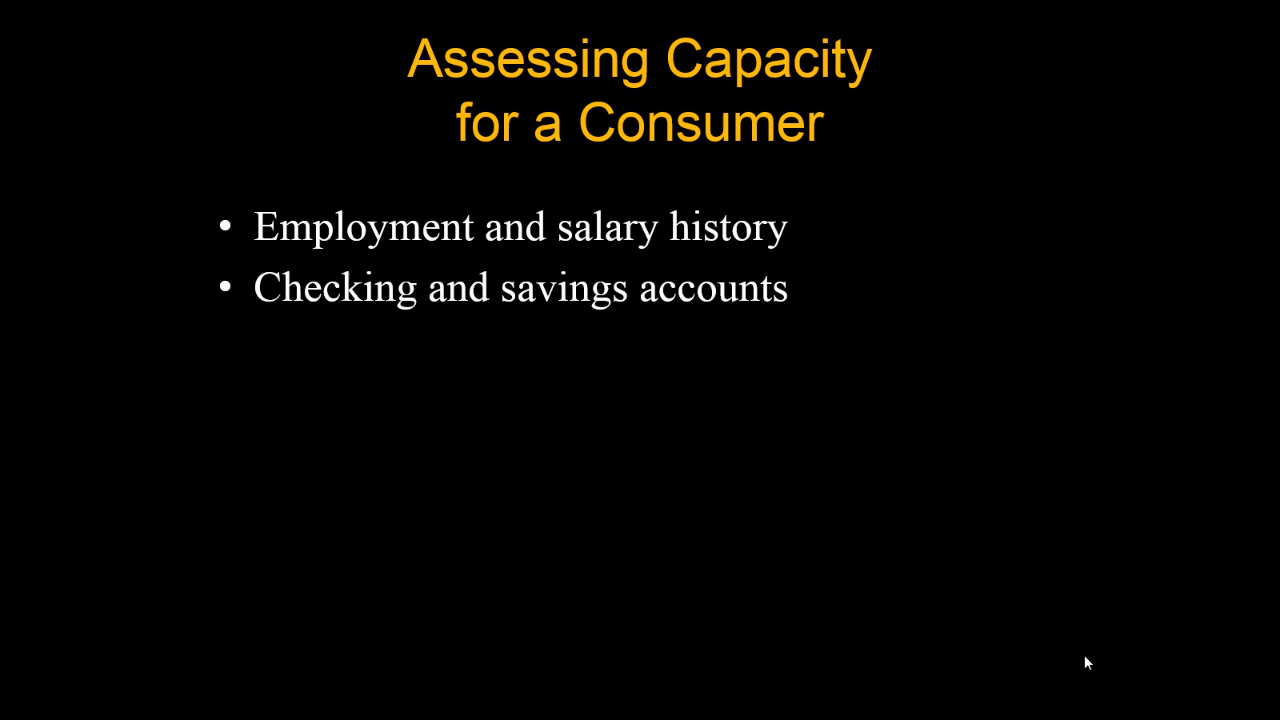 Assessing Capacity
for a Consumer
• Employment and salary history
• Checking and savings accounts